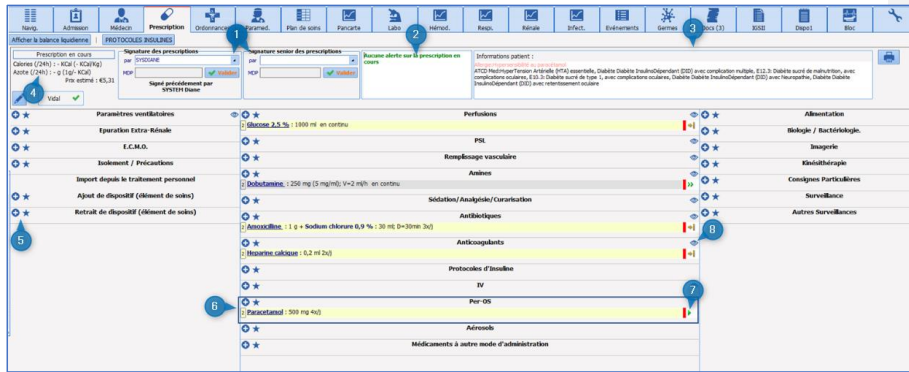 Navig.
Admission
Médecin
Prescription
Ordonnance
Paramed.
Plan de soins
Pancarte
Labo
Hémod.
Respi.
Rénale
Infect.
Evènements
Germes
Docs (3)
IGSII
Dispo1
Bloc
Afficher la balance liquidienne | PROTOCOLES INSULINES
Prescription en cours
Calories (/24h) : - KCal (- KCal/Kg)
Azote (/24h) : - g (1g/- KCal)
Prix estimé : €5,31
Vidal
Signature des prescriptions
par SYSDIANE
MDP Valider
Signé précédemment par
SYSTEM Diane
Signature senior des prescriptions
par
MDP Valider
Aucune alerte sur la prescription en
cours
Informations patient :
ATCD Med:HyperTension Artérielle (HTA) essentielle, Diabète Diabète InsulinoDépendant (DID) avec complication multiple, E12.3: Diabète sucré de malnutrition, avec
complications oculaires, E10.3: Diabète sucré de type 1, avec complications oculaires, Diabète Diabète InsulinoDépendant (DID) avec neuropathie, Diabète Diabète
InsulinoDépendant (DID) avec retentissement oculaire
1
2
3
4
Paramètres ventilatoires
Epuration Extra-Rénale
E.C.M.O.
Isolement / Précautions
Import depuis le traitement personnel
Ajout de dispositif (élément de soins)
Retrait de dispositif (élément de soins)
5
Perfusions
Glucose 2.5 % : 1000 ml en continu
PSL
Remplissage vasculaire
Amines
Dobutamine : 250 mg (5 mg/ml); V=2 ml/h en continu
Sédation/Analgésie/Curarisation
Antibiotiques
Amoxicilline : 1 g + Sodium chlorure 0,9 % : 30 ml; D=30min 3x/j
Anticoagulants
8
Heparine calcique : 0,2 ml 2x/j
Protocoles d'Insuline
IV
6
7
Per-OS
Paracetamol : 500 mg 4x/j
Aérosols
Médicaments à autre mode d'administration
Alimentation
Biologie / Bactériologie.
Imagerie
Kinésithérapie
Consignes Particulières
Surveillance
Autres Surveillances